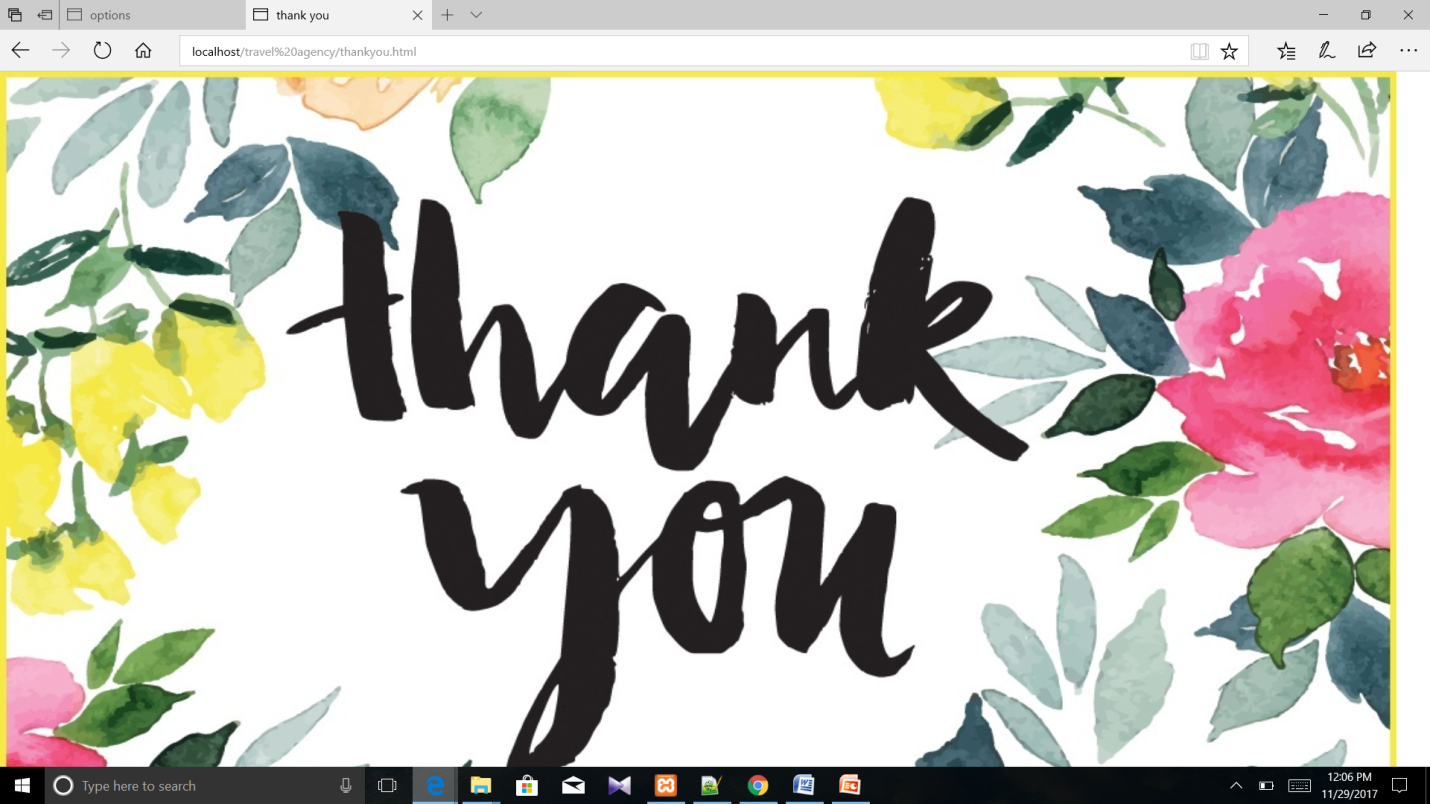 options
thank you
localhost/travel%20agency/thankyou.html
thank
you
Type here to search
12:06 PM
11/29/2017